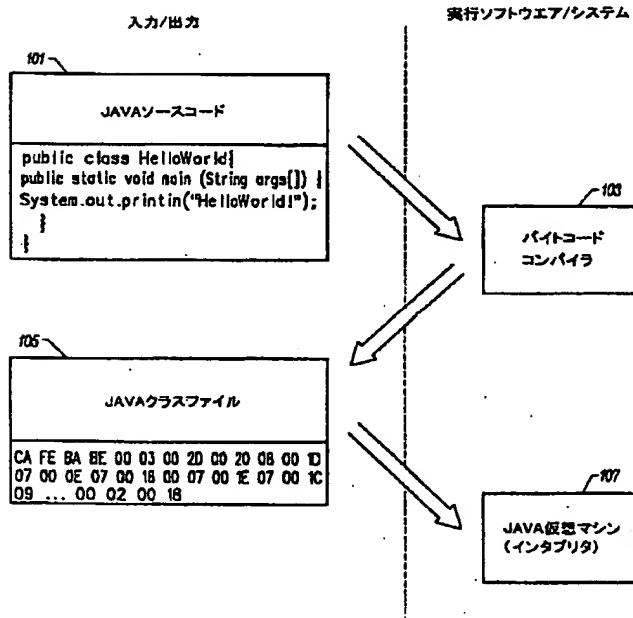 入力/出力
実行ソフトウエア/システム
101
JAVAソースコード
public class HelloWorld{
public static void main (String args[]) {
System.out.printin("HelloWorld!");
}
}
103
バイトコード
コンパイラ
105
JAVAクラスファイル
CA FE BA BE 00 03 00 2D 00 20 08 00 1D
07 00 0E 07 00 18 00 07 00 1E 07 00 1C
09 ... 00 02 00 18
107
JAVA仮想マシン
(インタプリタ)